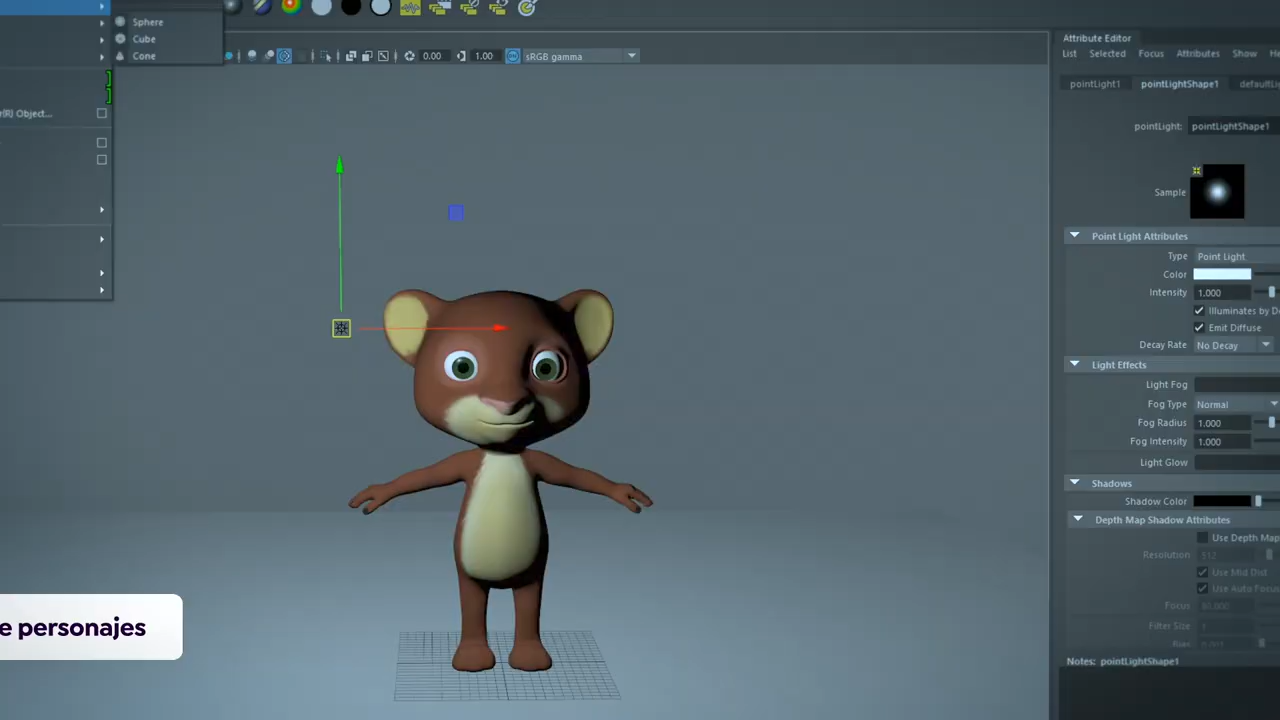 Sphere
Cube
Cone
Object...
0.00
1.00
sRGB gamma
Attribute Editor
List Selected Focus Attributes Show
pointLight1 pointLightShape1
pointLight: pointLightShape1
Sample
Point Light Attributes
Type Point Light
Color
Intensity 1.000
Illuminates by D
Emit Diffuse
Decay Rate No Decay
Light Effects
Light Fog
Fog Type Normal
Fog Radius 1.000
Fog Intensity 1.000
Light Glow
Shadows
Shadow Color
Depth Map Shadow Attributes
Use Depth Map
Resolution 512
Use Mid Dist
Use Auto Focus
Focus
Filter Size 1
Notes: pointLightShape1
e personajes